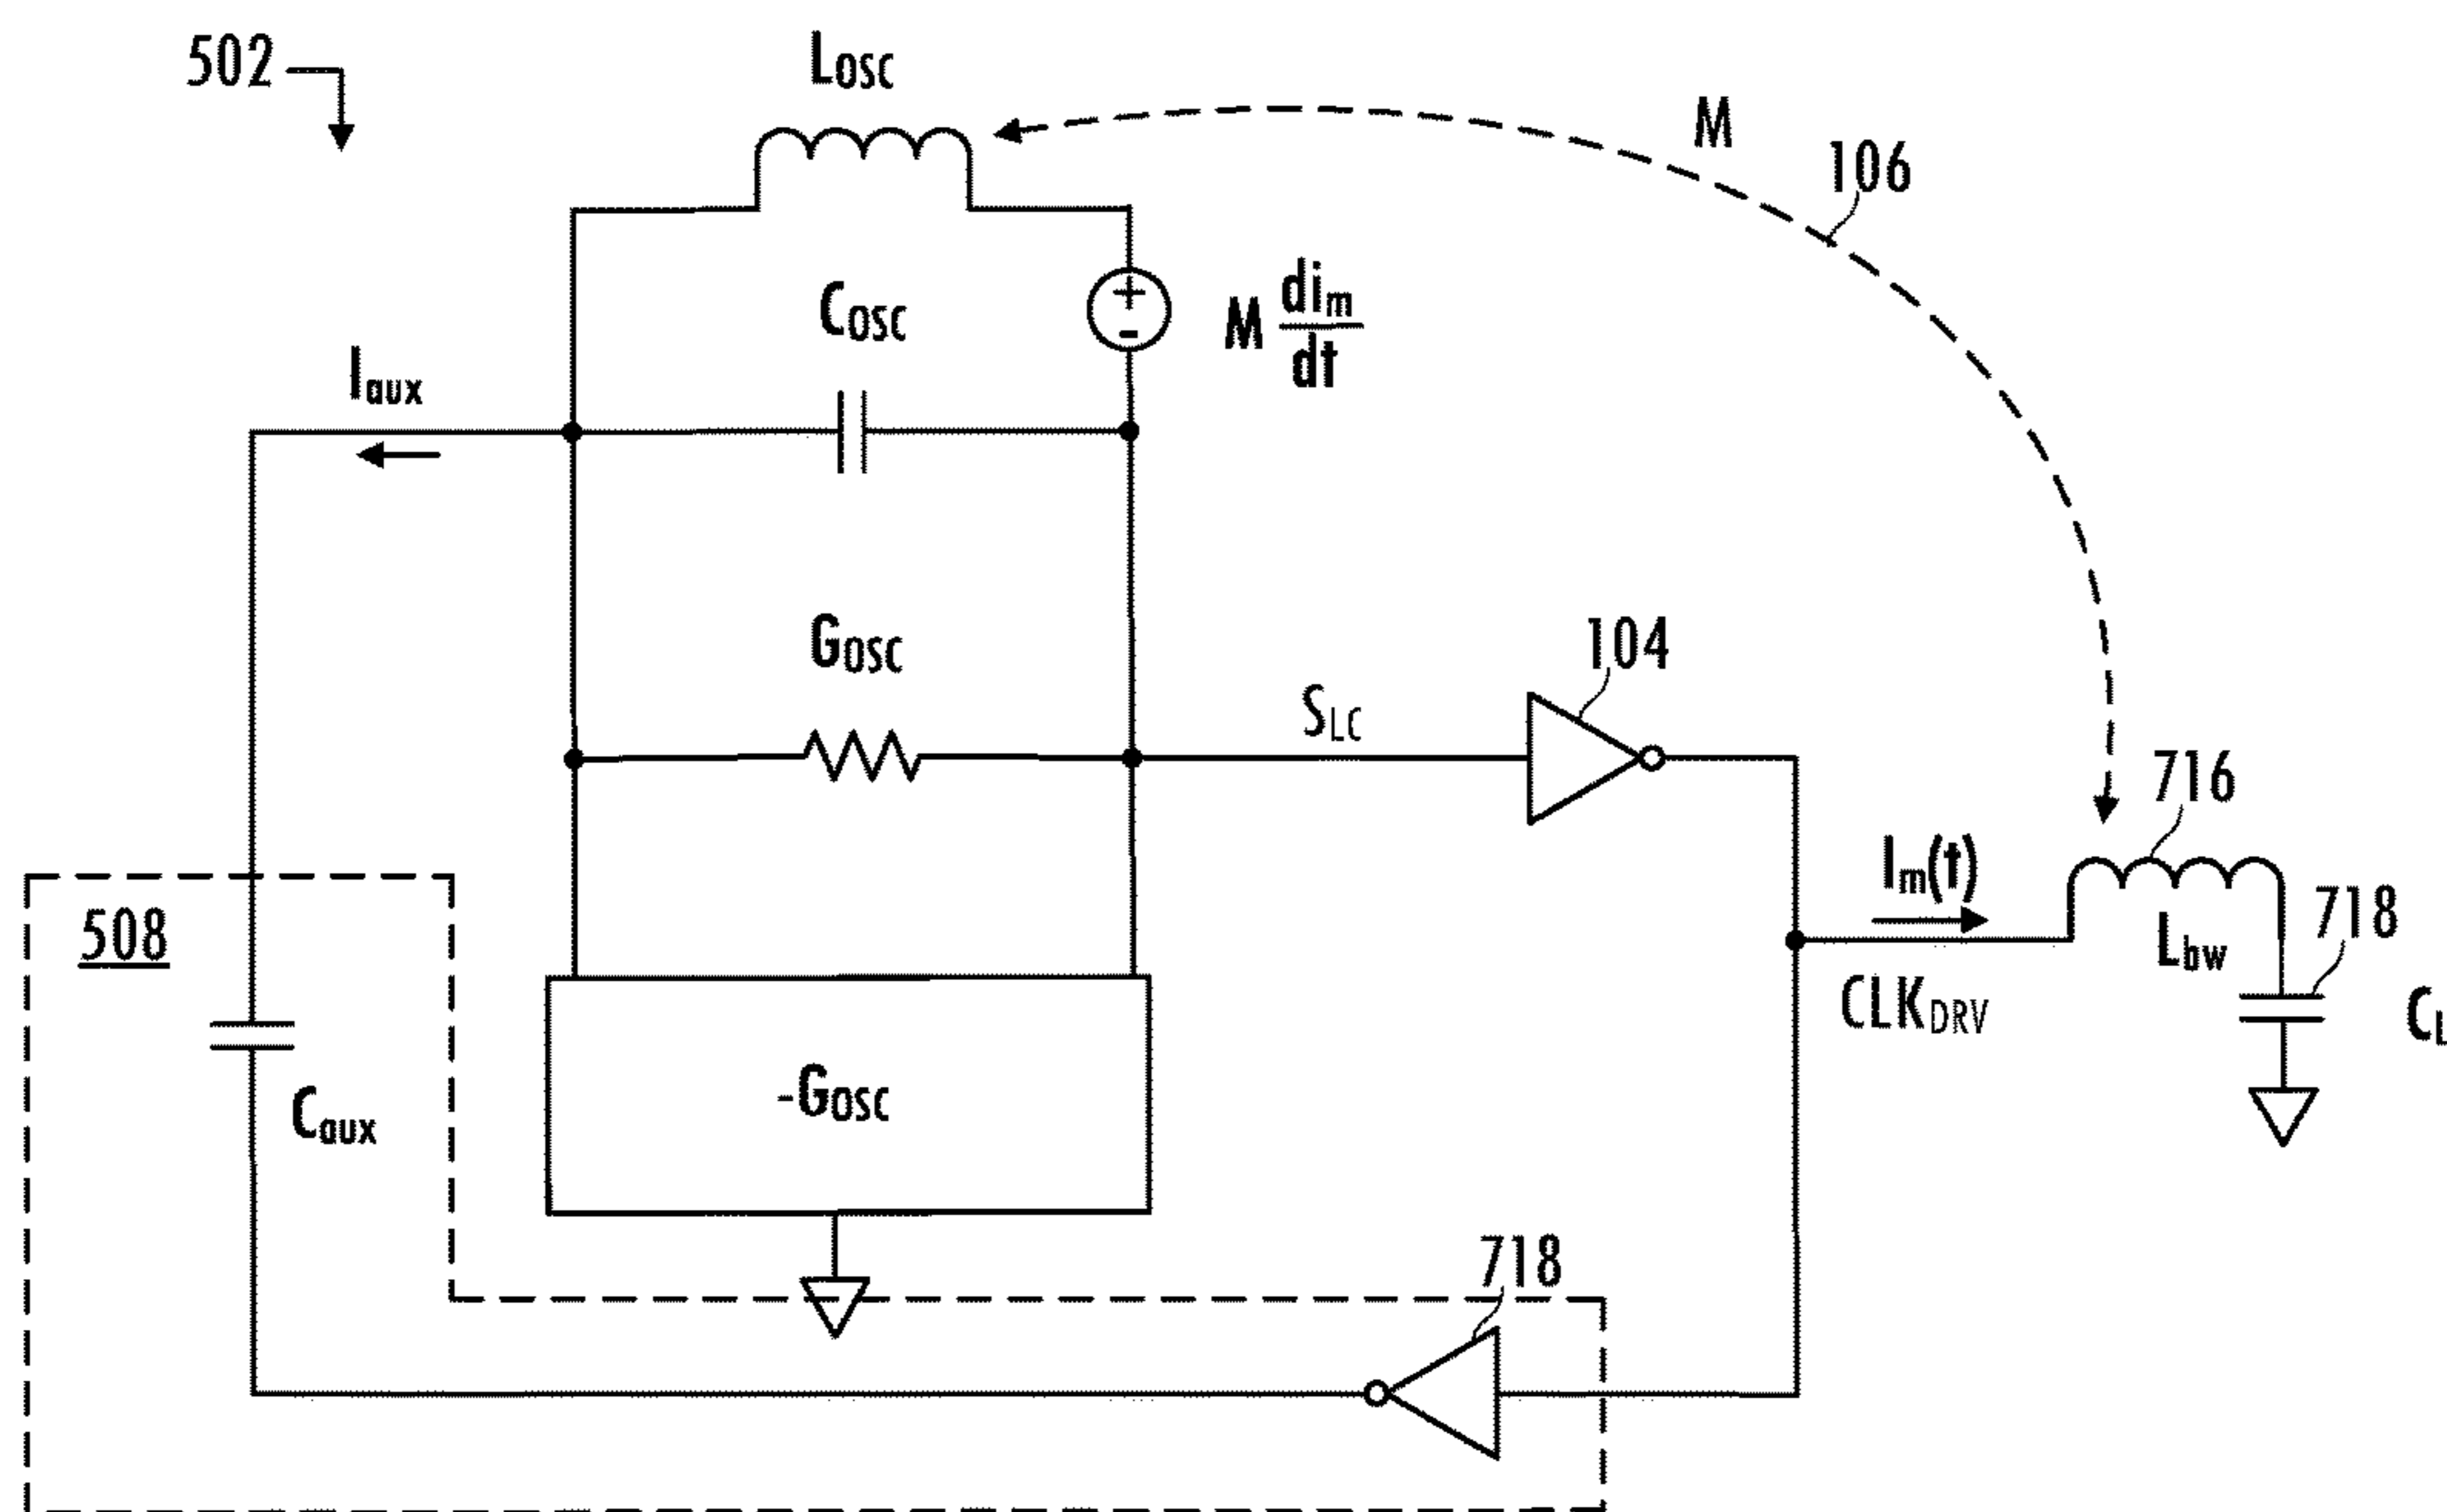 502
LOSC
M
106
COSC
+
-
M dim/dt
Iaux
GOSC
SLC
104
716
Im(t)
Lbw
718
CLKDRV
CL
508
Caux
-GOSC
718